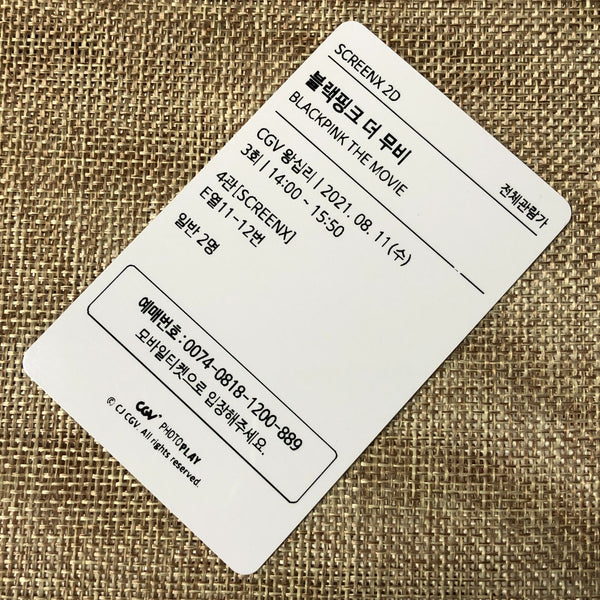 SCREENX 2D
블랙핑크 더 무비
BLACKPINK THE MOVIE
전체관람가
CGV 왕십리 | 2021. 08. 11(수)
3회 | 14:00 ~ 15:50
4관[SCREENX]
E열11~12번
일반 2명
예매번호 : 0074-0818-1200-889
모바일티켓으로 입장해주세요.
CGV PHOTOPLAY
© CJ CGV. All rights reserved.